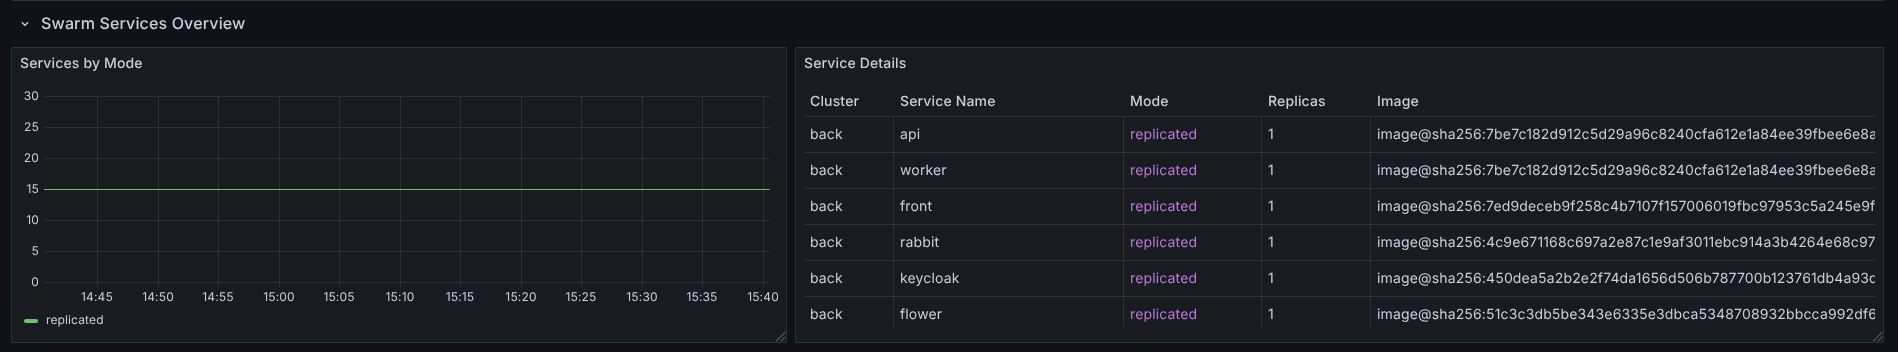 Swarm Services Overview
Services by Mode
30
25
20
15
10
5
0
14:45 14:50 14:55 15:00 15:05 15:10 15:15 15:20 15:25 15:30 15:35 15:40
replicated
Service Details
Cluster Service Name Mode Replicas Image
back api replicated 1 image@sha256:7be7c182d912c5d29a96c8240cfa612e1a84ee39fbee6e8a
back worker replicated 1 image@sha256:7be7c182d912c5d29a96c8240cfa612e1a84ee39fbee6e8a
back front replicated 1 image@sha256:7ed9deceb9f258c4b7107f157006019fbc97953c5a245e9f
back rabbit replicated 1 image@sha256:4c9e671168c697a2e87c1e9af3011ebc914a3b4264e68c97
back keycloak replicated 1 image@sha256:450dea5a2b2e2f74da1656d506b787700b123761db4a93c
back flower replicated 1 image@sha256:51c3c3db5be343e6335e3dbca5348708932bbcca992df6